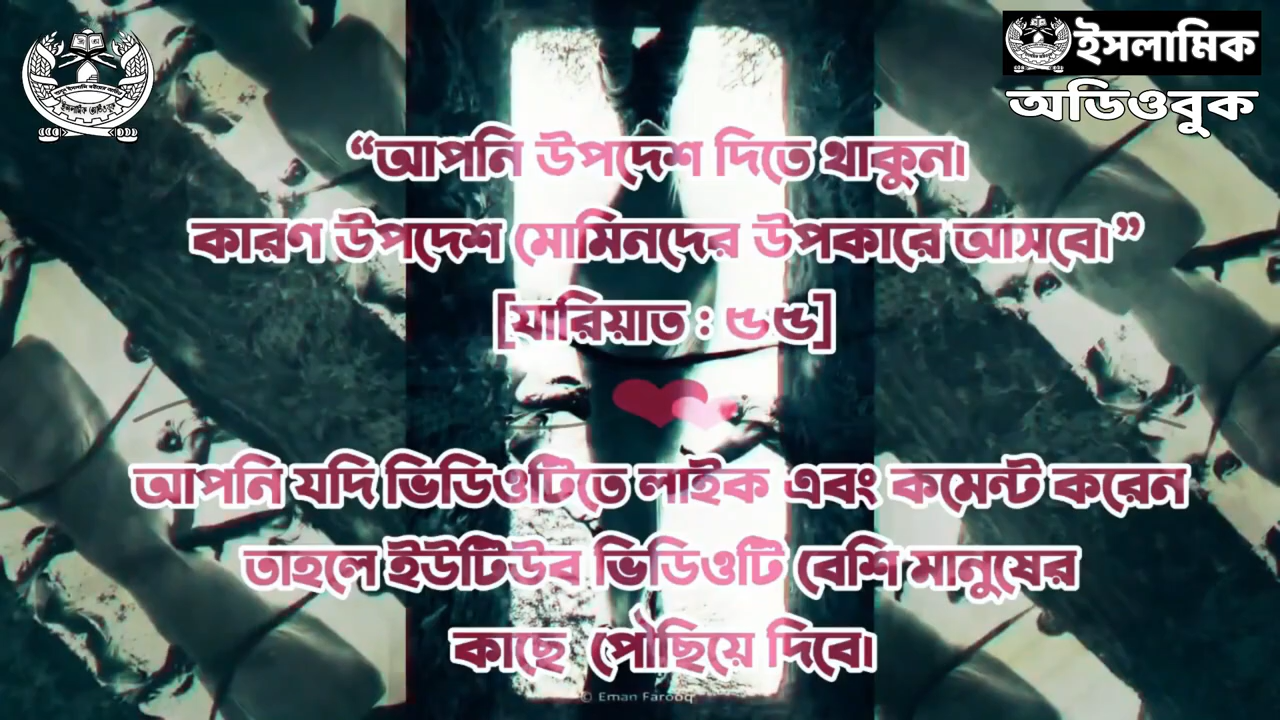 ইসলামিক
অডিওবুক
“আপনি উপদেশ দিতে থাকুন।
কারণ উপদেশ মোমিনদের উপকারে আসবে।”
[যারিয়াত : ৫৫]
আপনি যদি ভিডিওটিতে লাইক এবং কমেন্ট করেন
তাহলে ইউটিউব ভিডিওটি বেশি মানুষের
কাছে পৌছিয়ে দিবে।
© Eman Farooq